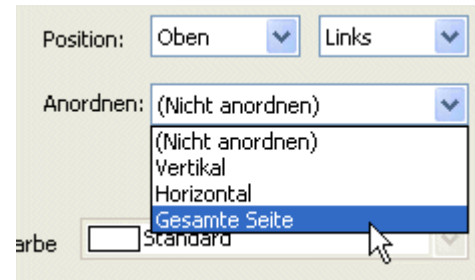 Position: Oben Links
Anordnen: (Nicht anordnen)
(Nicht anordnen)
Vertikal
Horizontal
Gesamte Seite
arbe Standard